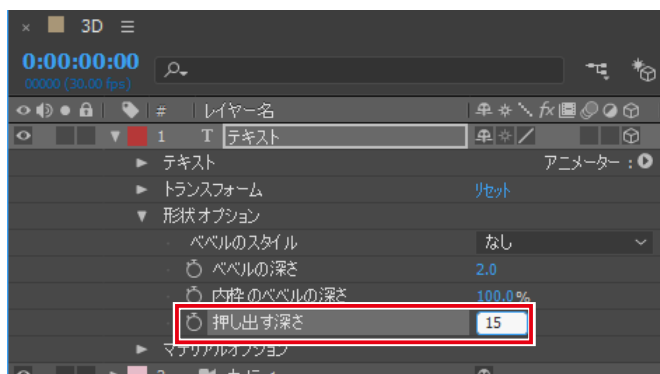 × 3D
0:00:00:00
00000 (30.00 fps)
# レイヤー名 fx
1 T テキスト
テキスト アニメーター :
トランスフォーム リセット
形状オプション
ベベルのスタイル なし
ベベルの深さ 2.0
内枠のベベルの深さ 100.0%
押し出す深さ 15
マテリアルオプション